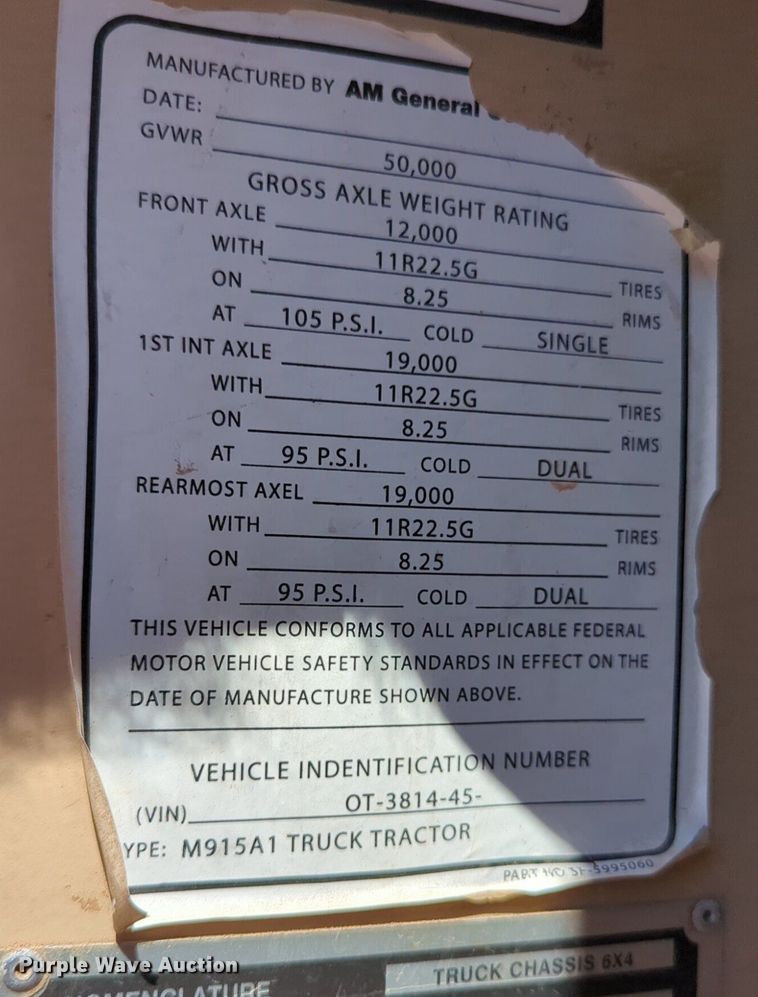 MANUFACTURED BY AM General
DATE:
GVWR 50,000
GROSS AXLE WEIGHT RATING
FRONT AXLE 12,000
WITH 11R22.5G TIRES
ON 8.25 RIMS
AT 105 P.S.I. COLD SINGLE
1ST INT AXLE 19,000
WITH 11R22.5G TIRES
ON 8.25 RIMS
AT 95 P.S.I. COLD DUAL
REARMOST AXEL 19,000
WITH 11R22.5G TIRES
ON 8.25 RIMS
AT 95 P.S.I. COLD DUAL
THIS VEHICLE CONFORMS TO ALL APPLICABLE FEDERAL
MOTOR VEHICLE SAFETY STANDARDS IN EFFECT ON THE
DATE OF MANUFACTURE SHOWN ABOVE.
VEHICLE INDENTIFICATION NUMBER
(VIN) OT-3814-45-
YPE: M915A1 TRUCK TRACTOR
PART NO SF-5995060
Purple Wave Auction
OMENCLATURE TRUCK CHASSIS 6X4